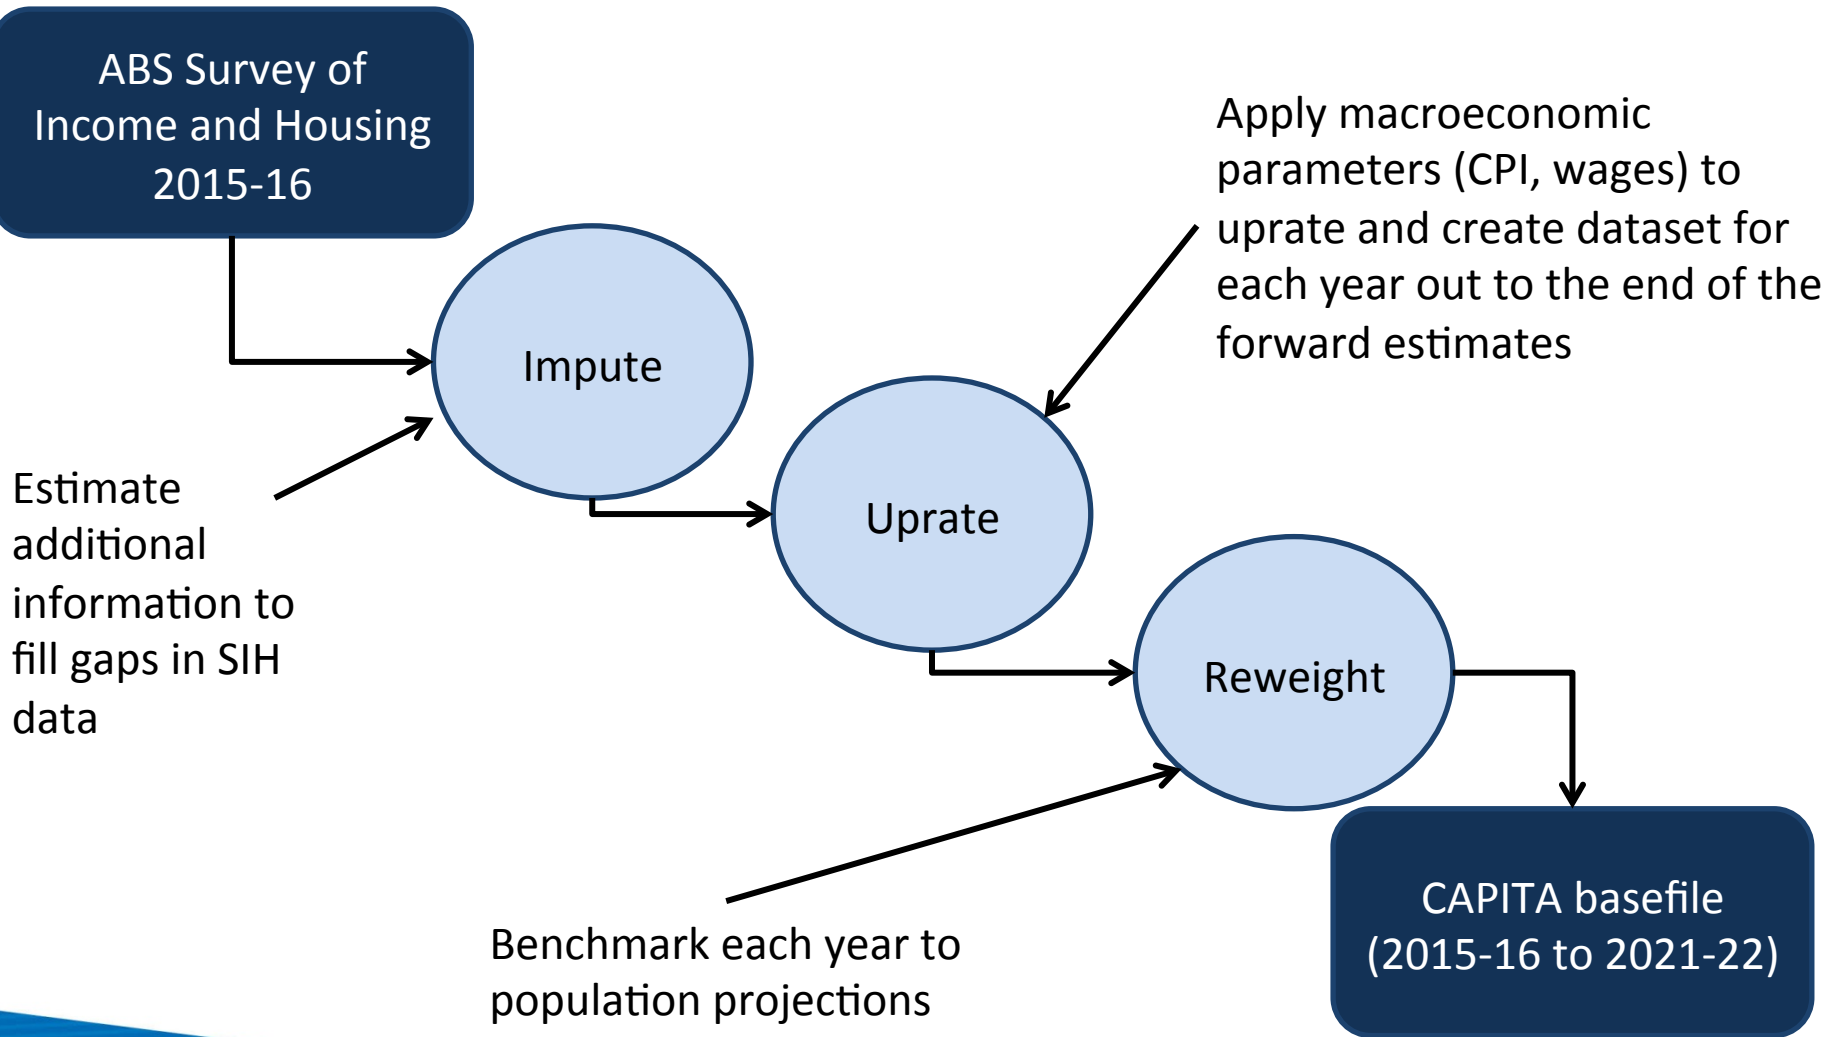 ABS Survey of
Income and Housing
2015-16
Apply macroeconomic
parameters (CPI, wages) to
uprate and create dataset for
each year out to the end of the
forward estimates
Impute
Estimate
additional
information to
fill gaps in SIH
data
Uprate
Reweight
Benchmark each year to
population projections
CAPITA basefile
(2015-16 to 2021-22)